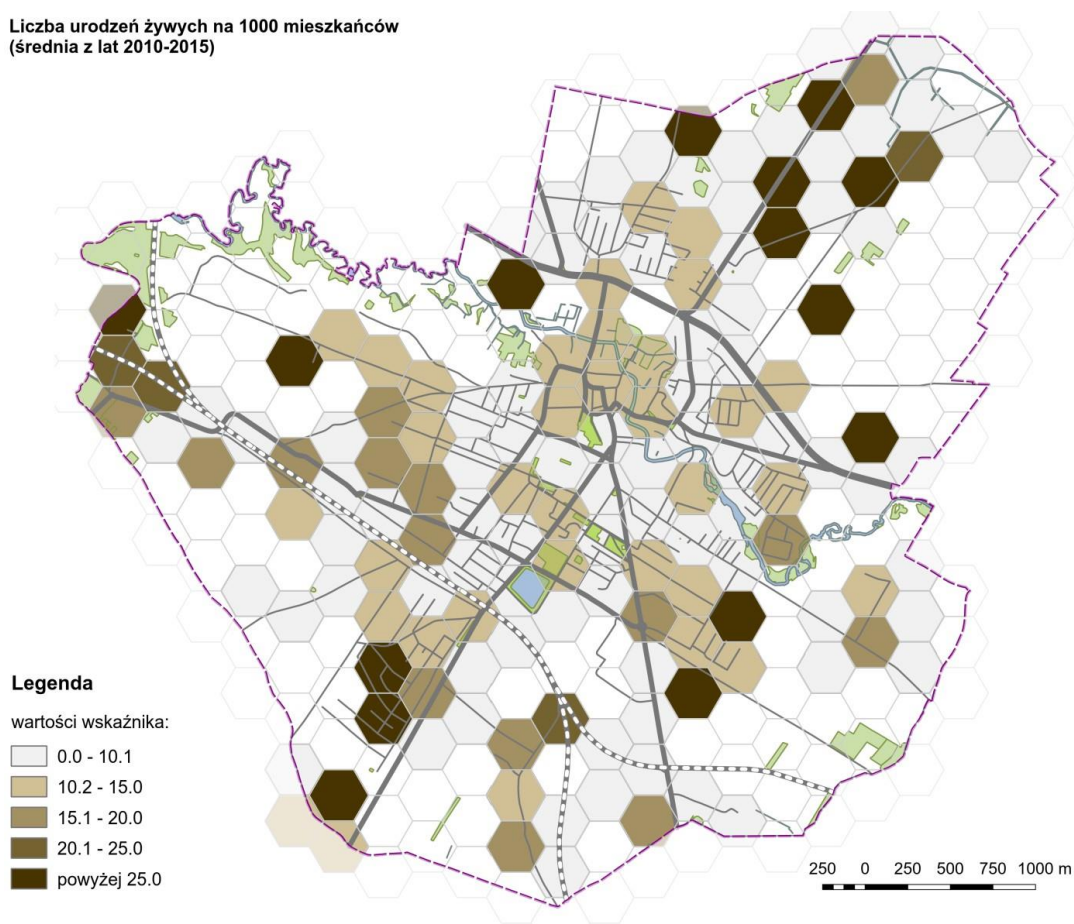 Liczba urodzeń żywych na 1000 mieszkańców
(średnia z lat 2010-2015)
Legenda
wartości wskaźnika:
0.0 - 10.1
10.2 - 15.0
15.1 - 20.0
20.1 - 25.0
powyżej 25.0
250 0 250 500 750 1000 m